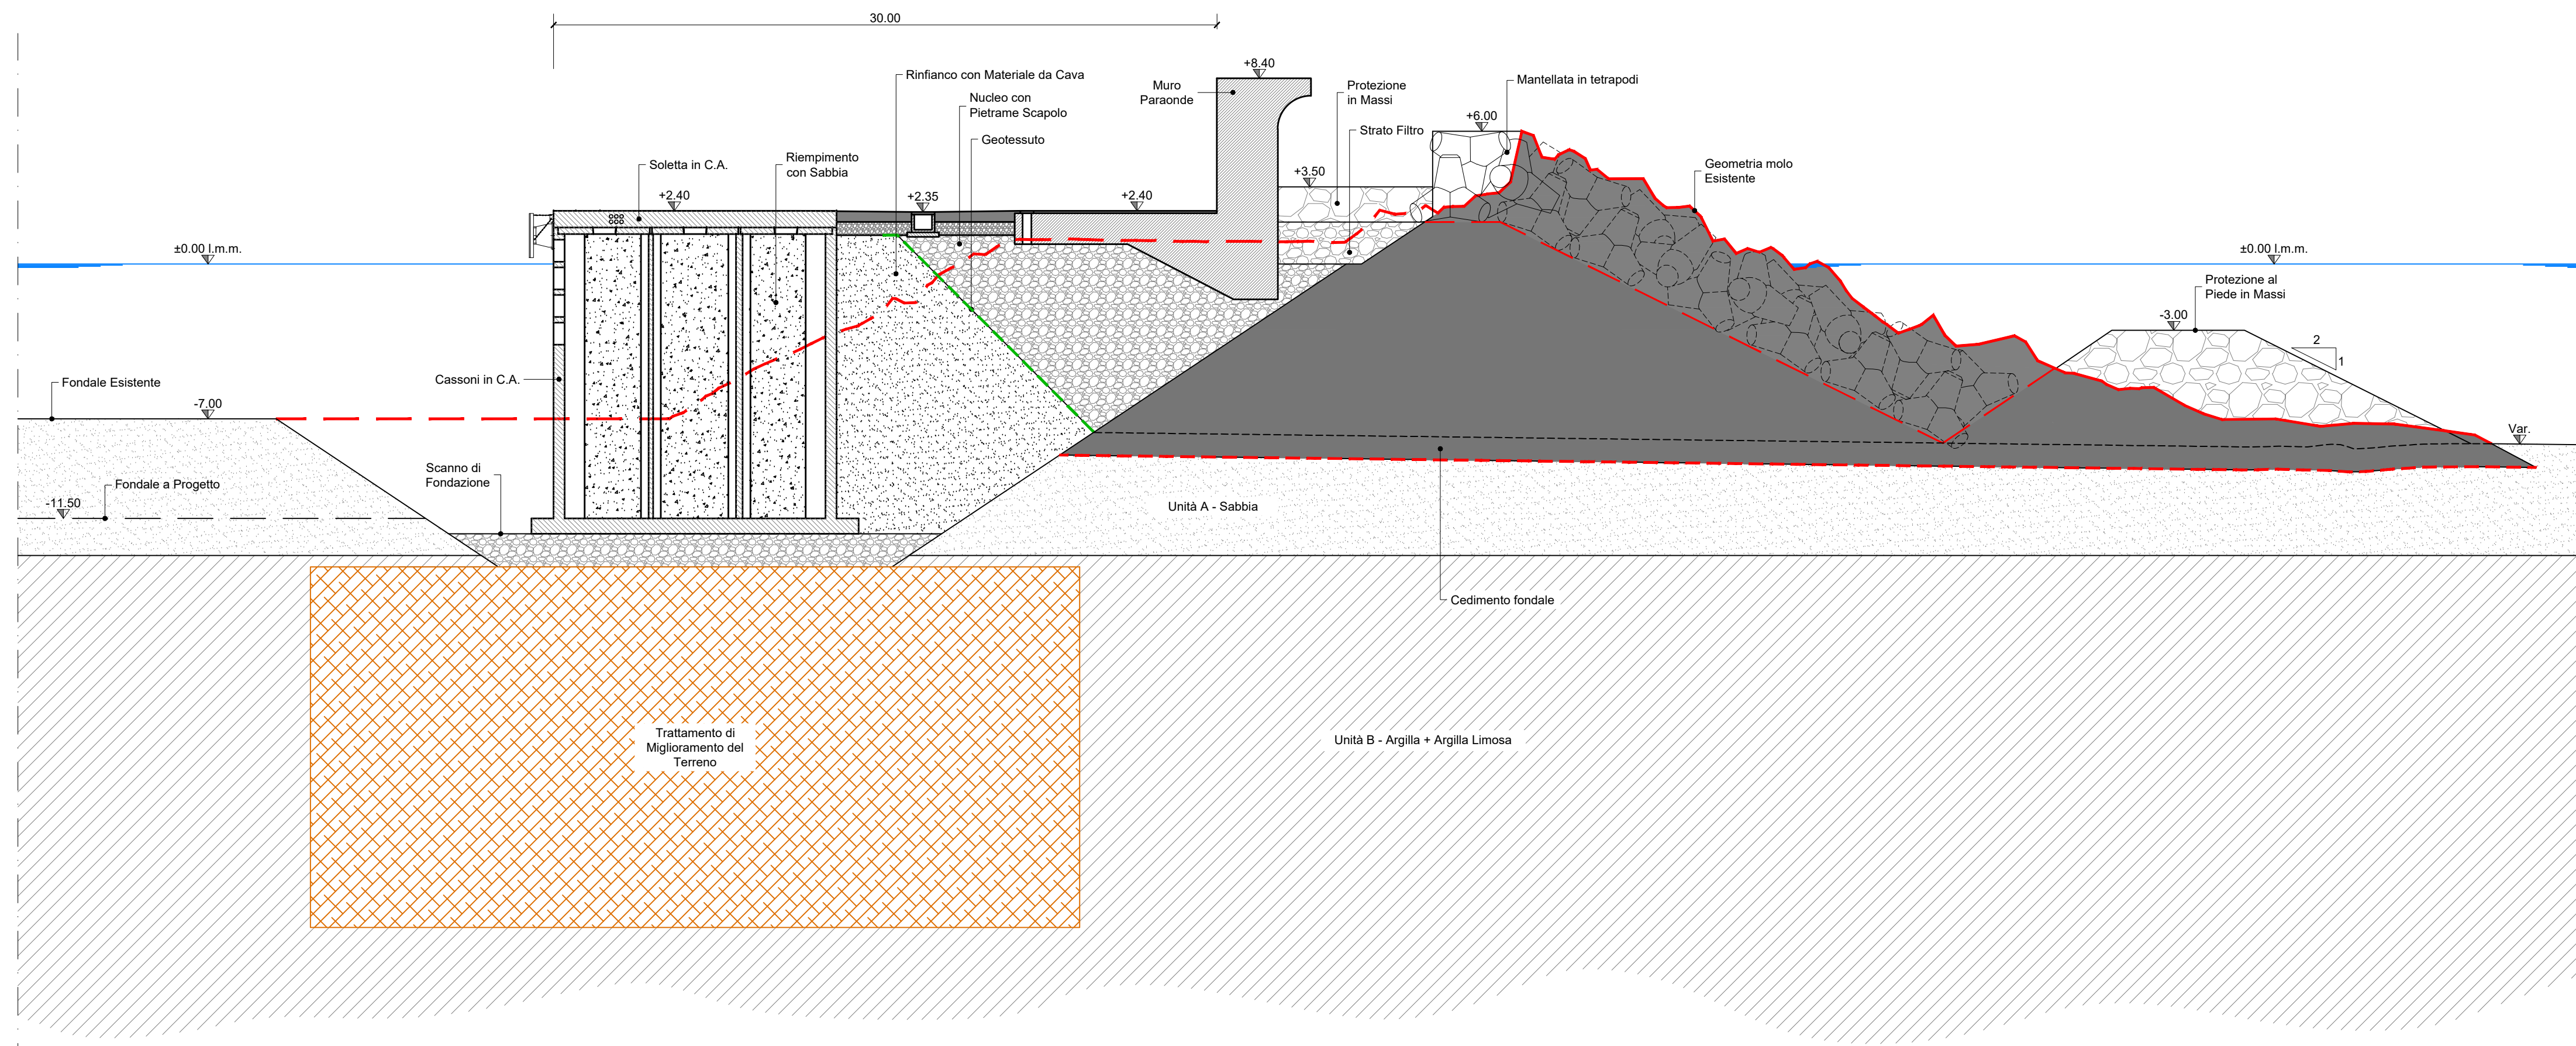 30.00
+8.40
Rinfianco con Materiale da Cava
Mantellata in tetrapodi
Muro
Paraonde
Protezione
in Massi
Nucleo con
Pietrame Scapolo
+6.00
Strato Filtro
Geotessuto
Riempimento
con Sabbia
Soletta in C.A.
Geometria molo
Esistente
+3.50
+2.40
+2.35
+2.40
±0.00 l.m.m.
±0.00 l.m.m.
Protezione al
Piede in Massi
-3.00
2
1
Cassoni in C.A.
Fondale Esistente
-7.00
Var.
Scanno di
Fondazione
Fondale a Progetto
-11.50
Unità A - Sabbia
Cedimento fondale
Trattamento di
Miglioramento del
Terreno
Unità B - Argilla + Argilla Limosa